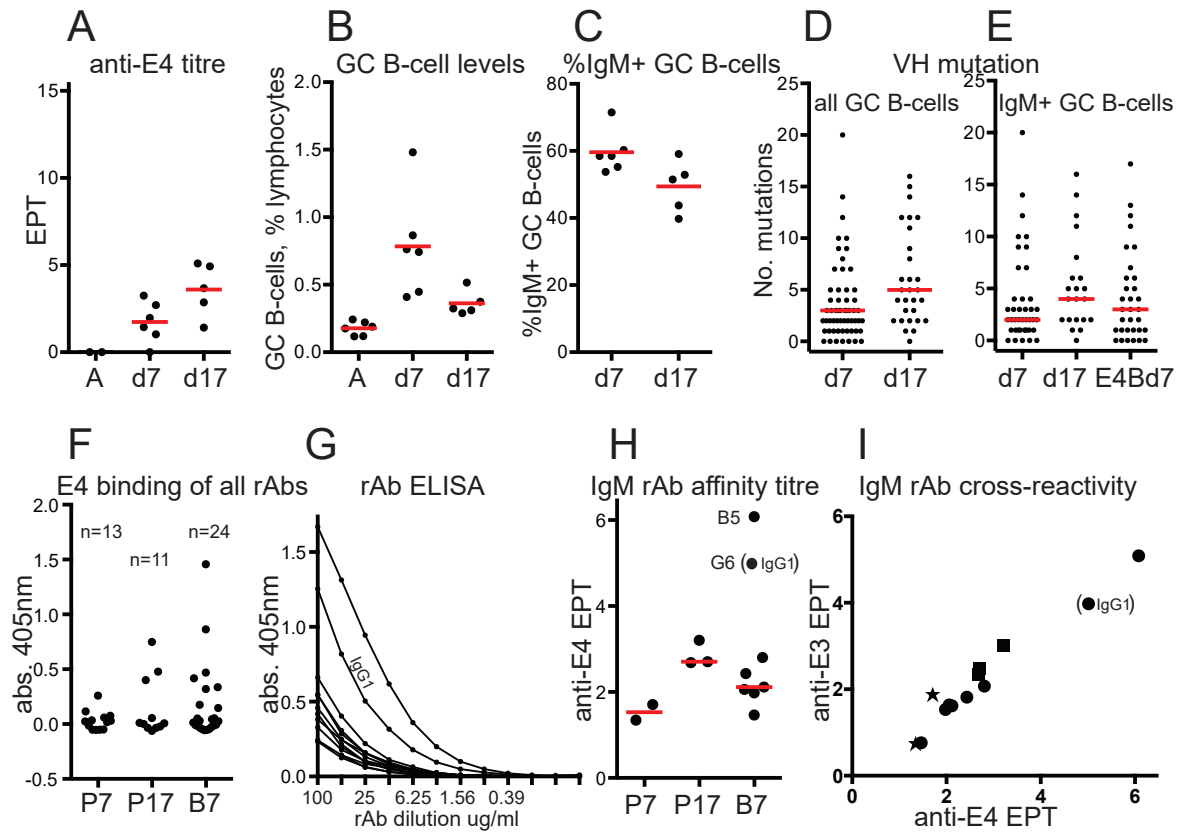 A
anti-E4 titre
EPT
15
10
5
0
A d7 d17
B
GC B-cell levels
GC B-cells, % lymphocytes
2.0
1.5
1.0
0.5
0.0
A d7 d17
C
%IgM+ GC B-cells
%IgM+ GC B-cells
80
60
40
20
0
d7 d17
D
E
VH mutation
all GC B-cells
No. mutations
25
20
15
10
5
0
d7 d17
IgM+ GC B-cells
25
20
15
10
5
0
d7 d17 E4Bd7
F
E4 binding of all rAbs
abs. 405nm
2.0
1.5
1.0
0.5
0.0
-0.5
n=13
n=11
n=24
P7 P17 B7
G
rAb ELISA
abs. 405nm
1.5
1.0
0.5
0.0
IgG1
100 25 6.25 1.56 0.39
rAb dilution ug/ml
H
IgM rAb affinity titre
anti-E4 EPT
6
4
2
0
B5
G6 ( IgG1)
P7 P17 B7
I
IgM rAb cross-reactivity
anti-E3 EPT
6
4
2
0
( IgG1)
0 2 4 6
anti-E4 EPT